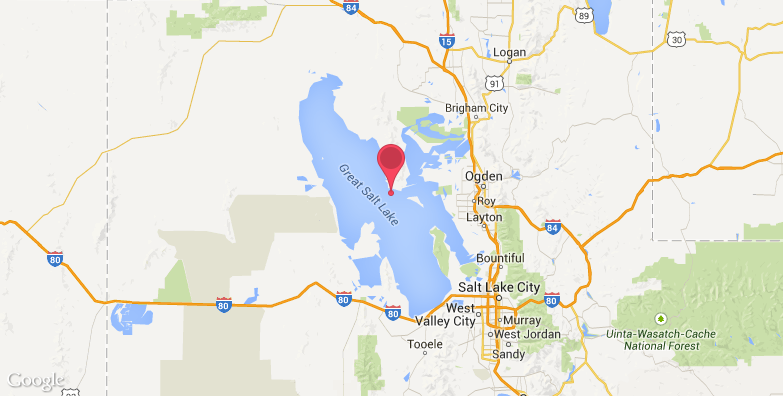 84
89
15
Logan
30
91
Brigham City
Great Salt Lake
Ogden
Roy
Layton
84
80
Bountiful
Salt Lake City
80
80
80
80
West
Valley City
Murray
West Jordan
Tooele
Sandy
Uinta-Wasatch-Cache
National Forest
Google